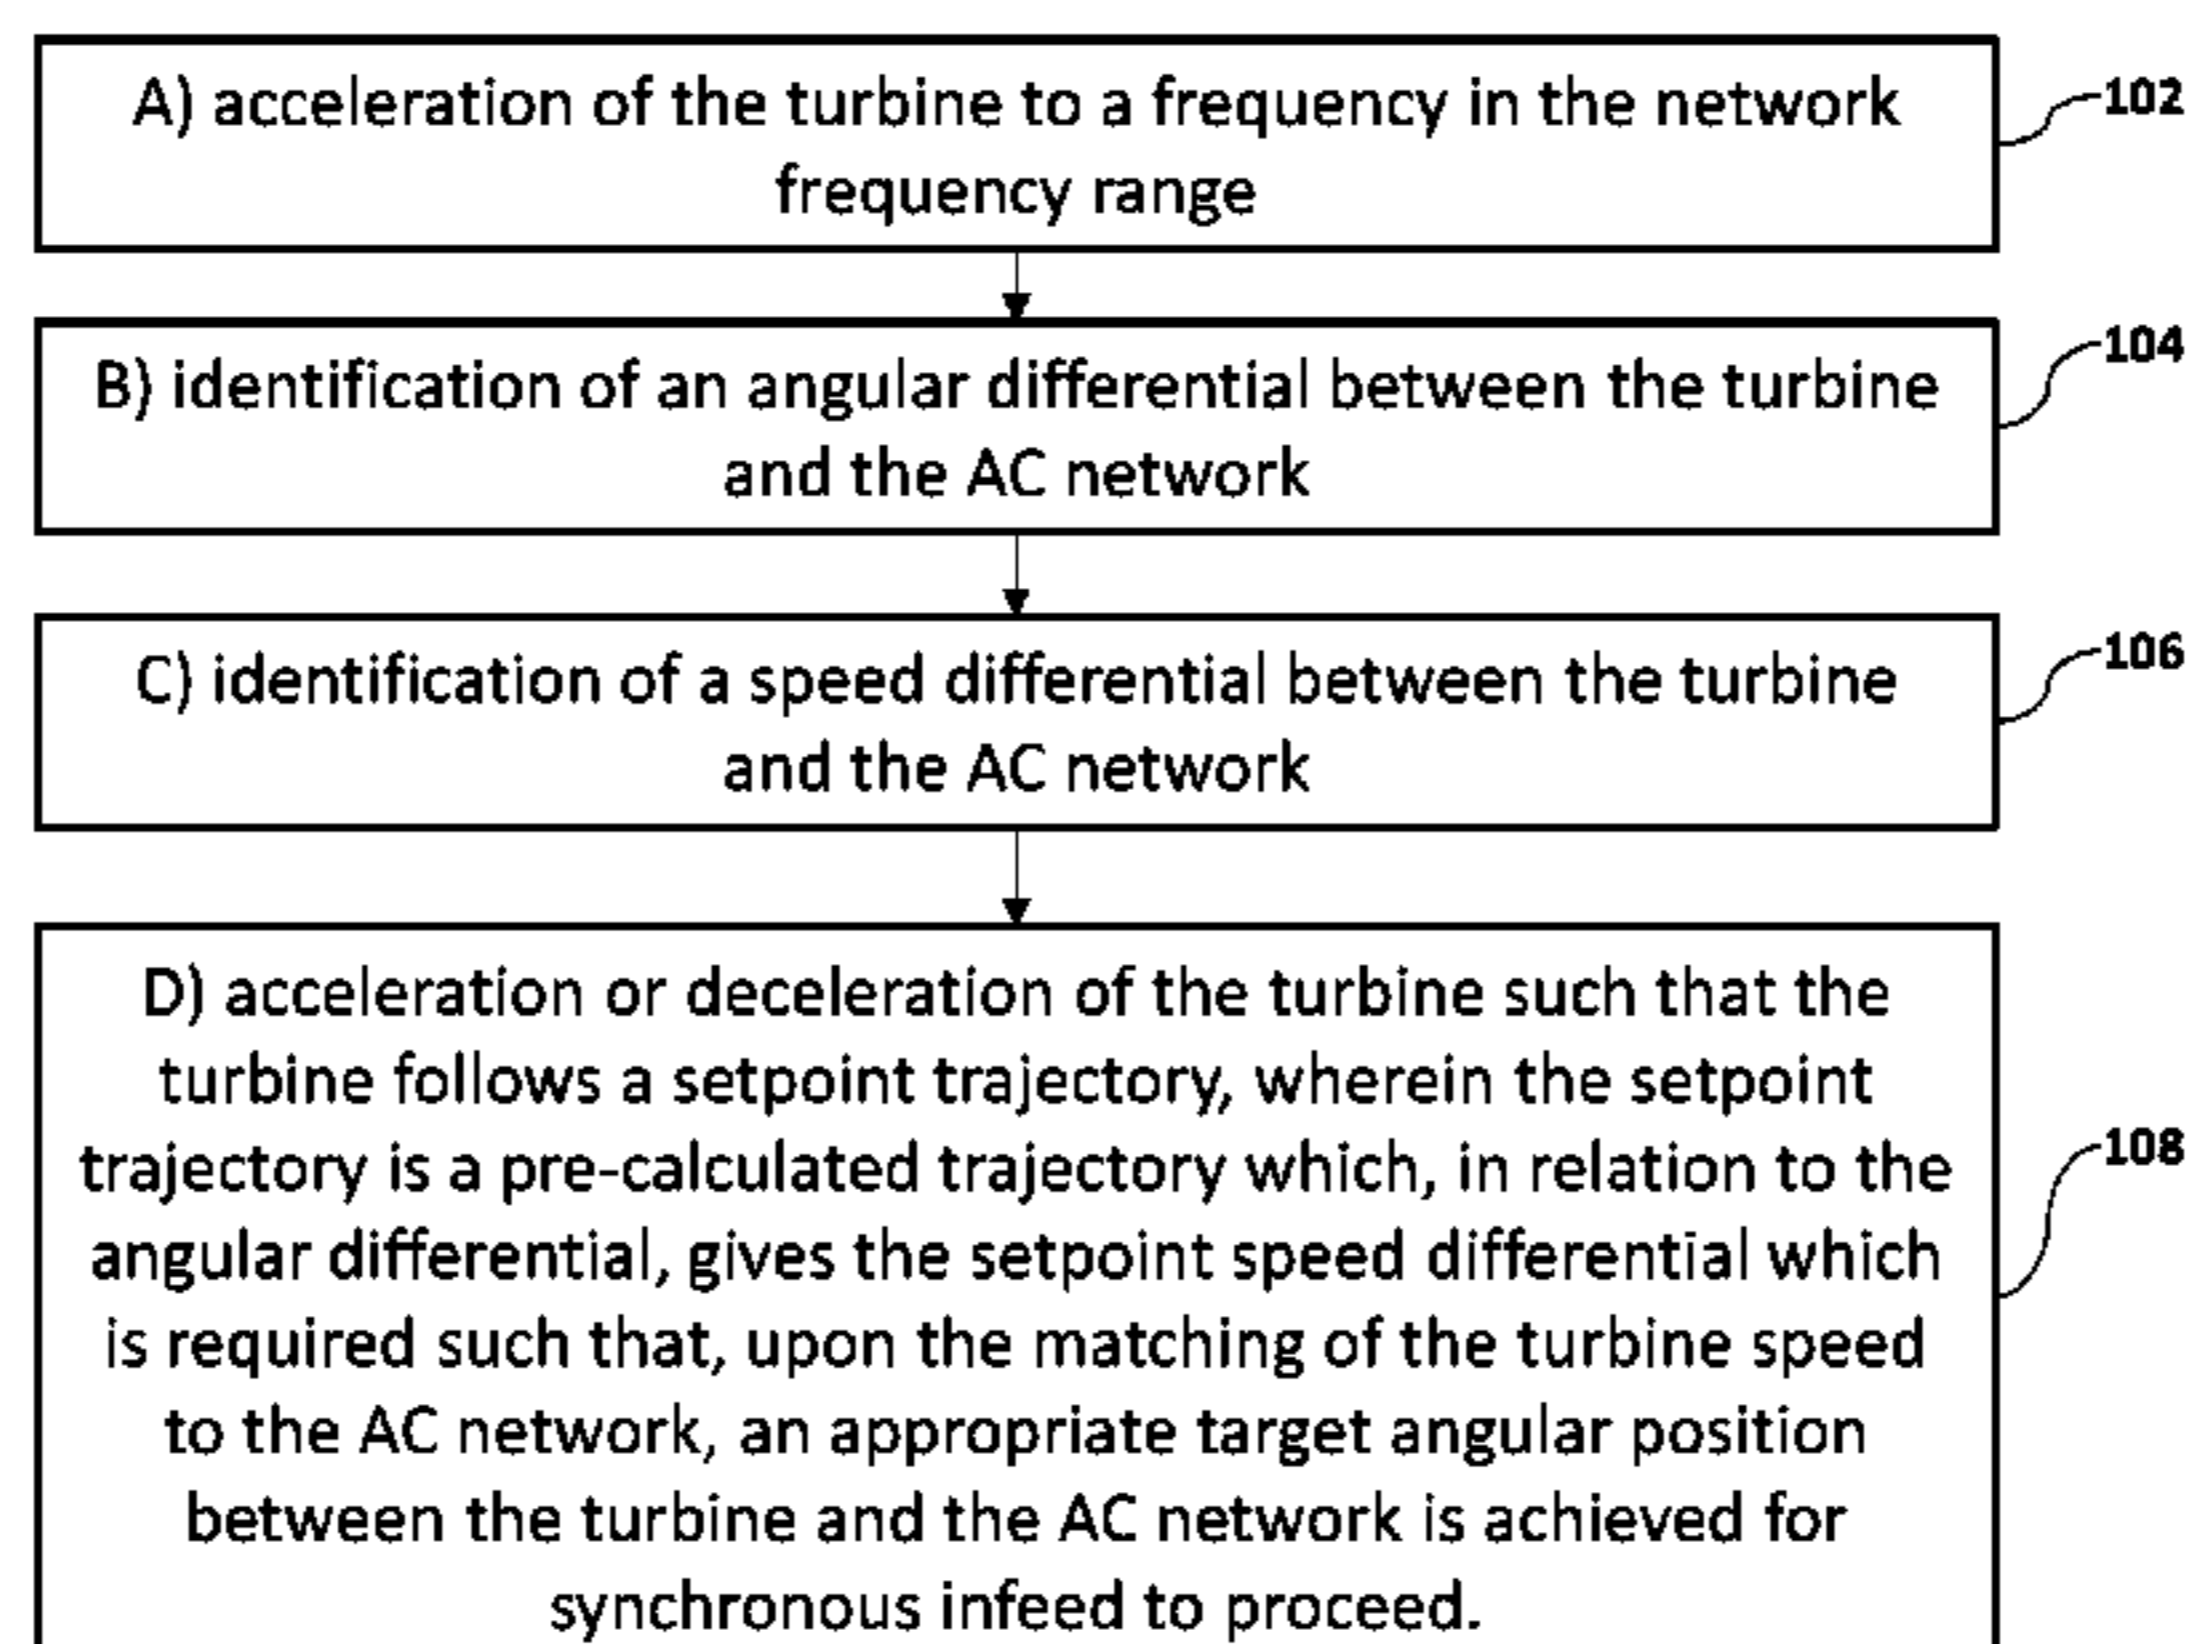 A) acceleration of the turbine to a frequency in the network
frequency range
102
B) identification of an angular differential between the turbine
and the AC network
104
C) identification of a speed differential between the turbine
and the AC network
106
D) acceleration or deceleration of the turbine such that the
turbine follows a setpoint trajectory, wherein the setpoint
trajectory is a pre-calculated trajectory which, in relation to the
angular differential, gives the setpoint speed differential which
is required such that, upon the matching of the turbine speed
to the AC network, an appropriate target angular position
between the turbine and the AC network is achieved for
synchronous infeed to proceed.
108